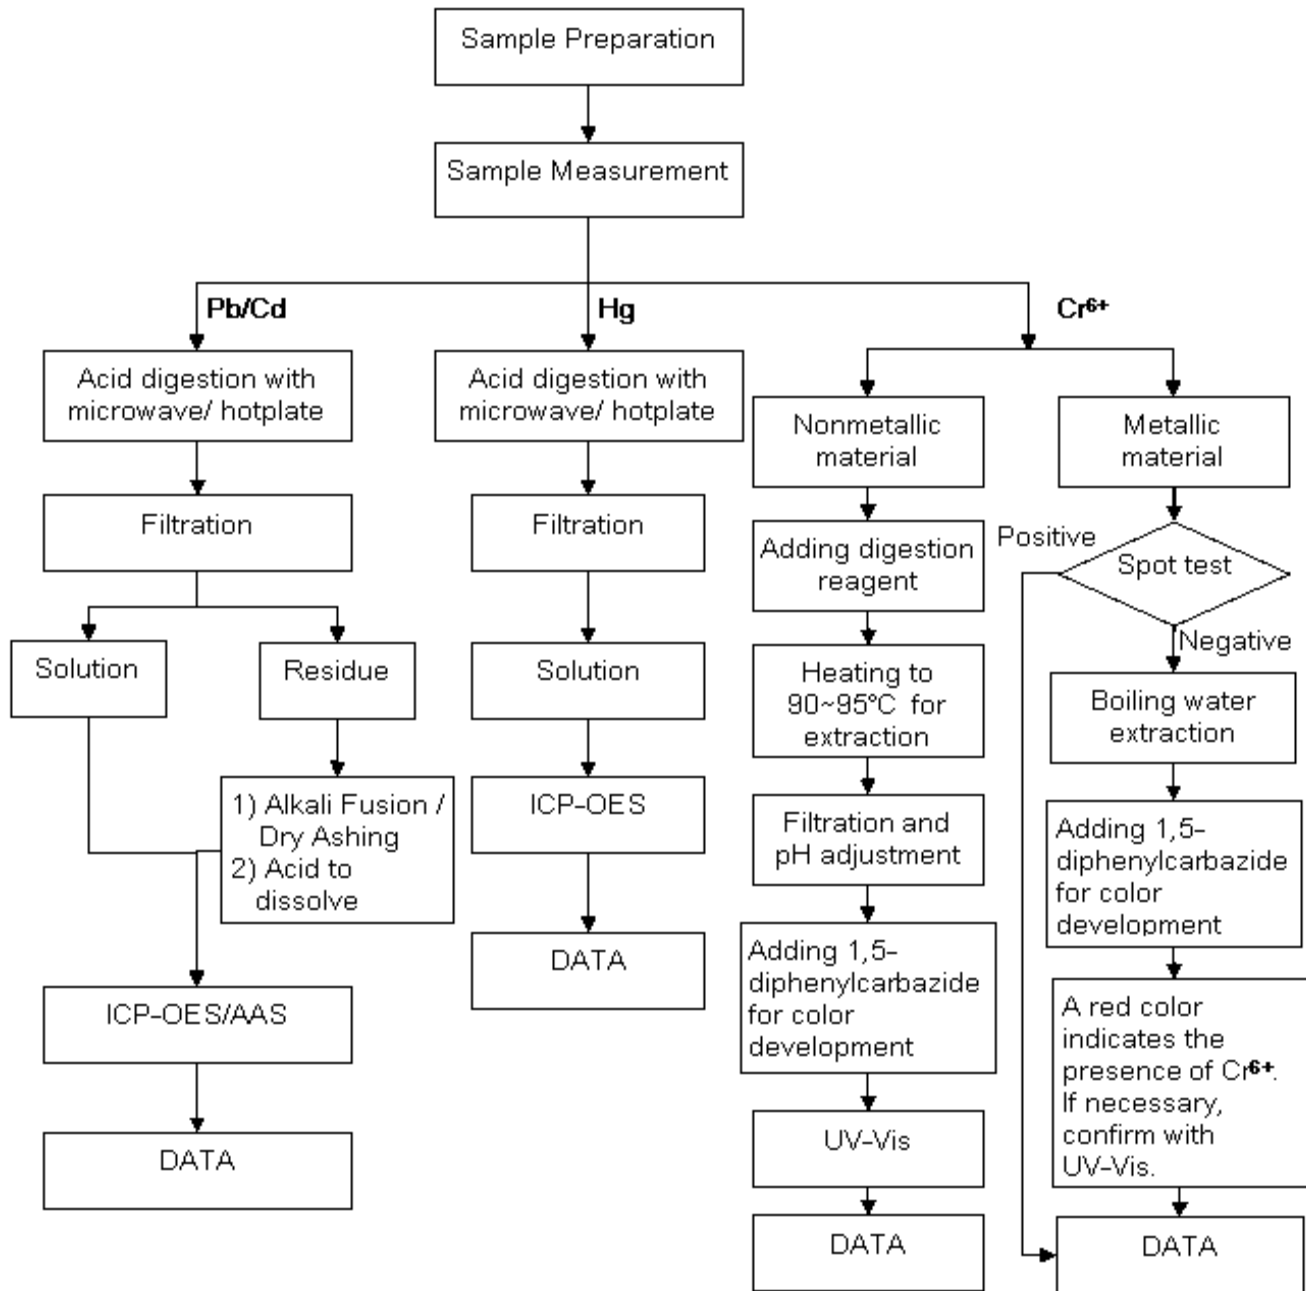 Sample Preparation
Sample Measurement
Pb/Cd
Hg
Cr⁶⁺
Acid digestion with
microwave/ hotplate
Filtration
Solution
Residue
1) Alkali Fusion /
Dry Ashing
2) Acid to
dissolve
ICP-OES/AAS
DATA
Acid digestion with
microwave/ hotplate
Filtration
Solution
ICP-OES
DATA
Nonmetallic
material
Adding digestion
reagent
Heating to
90~95°C for
extraction
Filtration and
pH adjustment
Adding 1,5-
diphenylcarbazide
for color
development
UV-Vis
DATA
Metallic
material
Spot test
Positive
Negative
Boiling water
extraction
Adding 1,5-
diphenylcarbazide
for color
development
A red color
indicates the
presence of Cr⁶⁺.
If necessary,
confirm with
UV-Vis.
DATA